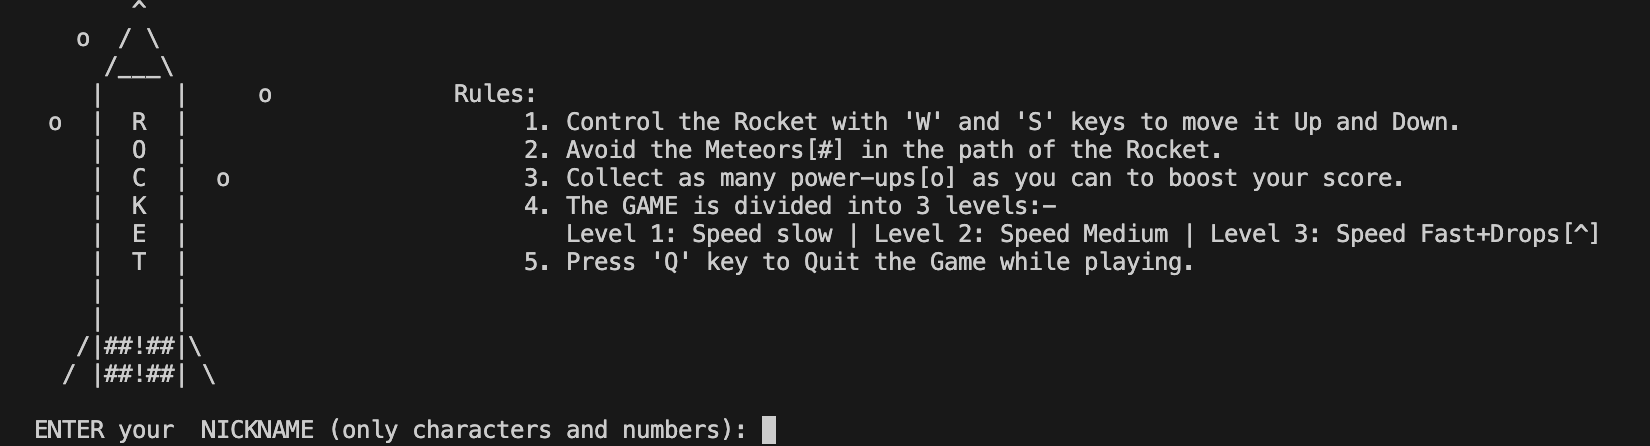 ROCKET
Rules:
1. Control the Rocket with 'W' and 'S' keys to move it Up and Down.
2. Avoid the Meteors[#] in the path of the Rocket.
3. Collect as many power-ups[o] as you can to boost your score.
4. The GAME is divided into 3 levels:-
Level 1: Speed slow | Level 2: Speed Medium | Level 3: Speed Fast+Drops[^]
5. Press 'Q' key to Quit the Game while playing.
ENTER your  NICKNAME (only characters and numbers):